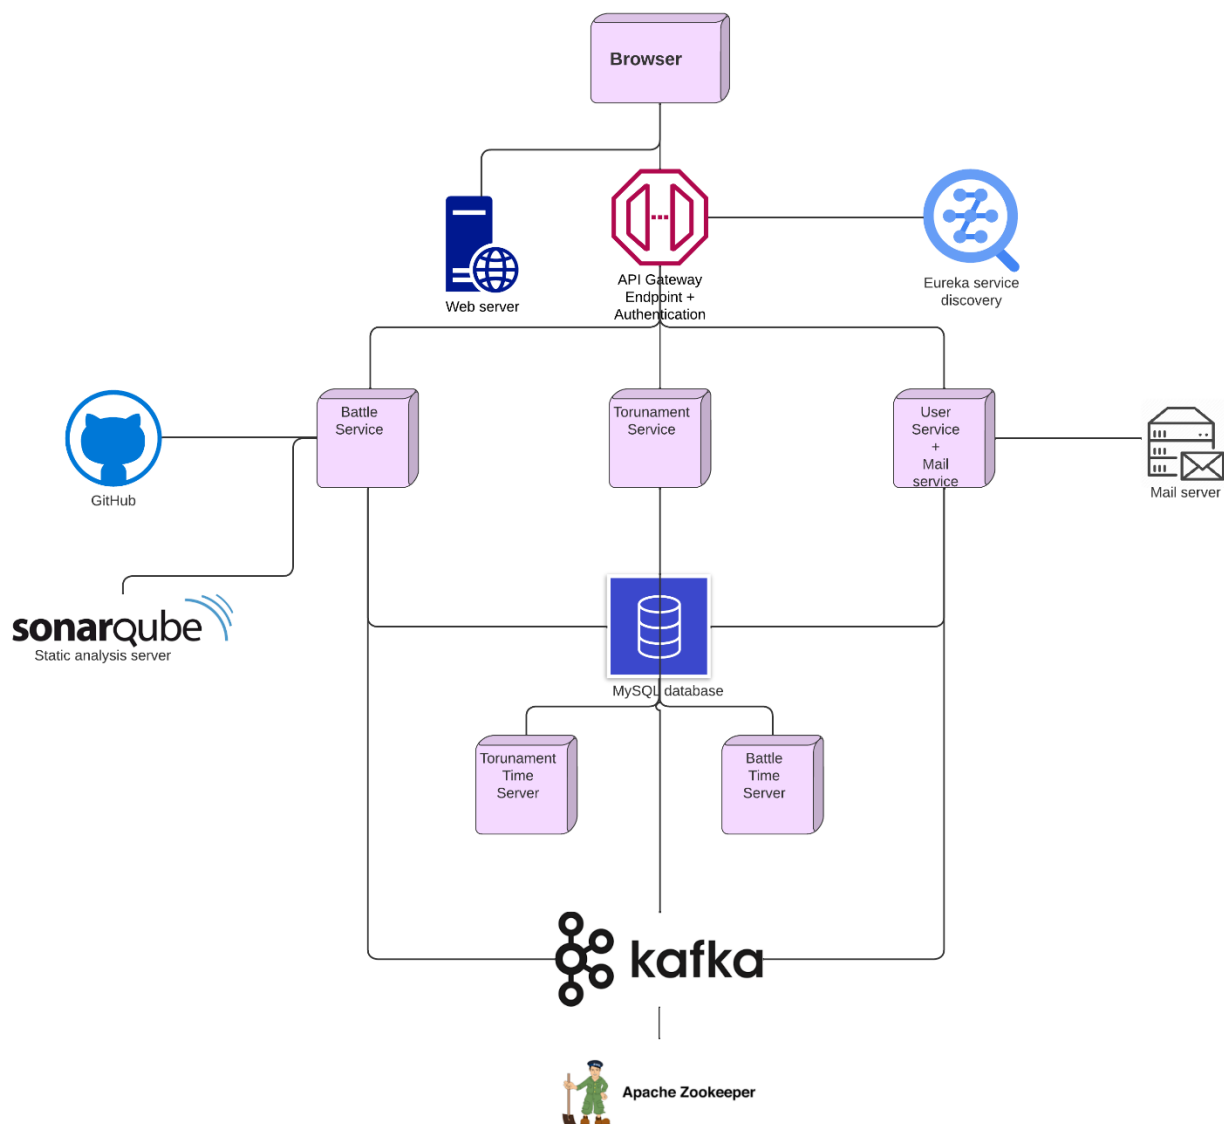 Browser
Web server
API Gateway
Endpoint +
Authentication
Eureka service
discovery
GitHub
Battle
Service
Torunament
Service
User
Service
+
Mail
service
Mail server
sonarqube
Static analysis server
MySQL database
Torunament
Time
Server
Battle
Time
Server
kafka
Apache Zookeeper